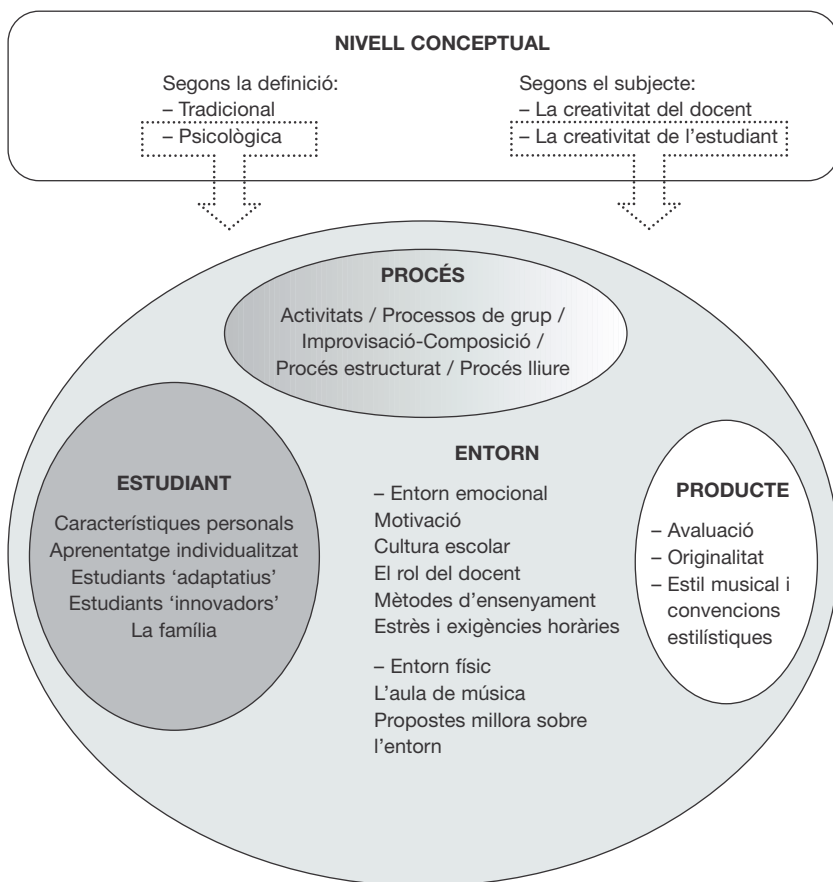 NIVELL CONCEPTUAL
Segons la definició:
– Tradicional
– Psicològica
Segons el subjecte:
– La creativitat del docent
– La creativitat de l’estudiant
PROCÉS
Activitats / Processos de grup /
Improvisació-Composició /
Procés estructurat / Procés lliure
ESTUDIANT
Característiques personals
Aprenentatge individualitzat
Estudiants ‘adaptatius’
Estudiants ‘innovadors’
La família
ENTORN
– Entorn emocional
Motivació
Cultura escolar
El rol del docent
Mètodes d’ensenyament
Estrès i exigències horàries
– Entorn físic
L’aula de música
Propostes millora sobre
l’entorn
PRODUCTE
– Avaluació
– Originalitat
– Estil musical i
convencions
estilístiques